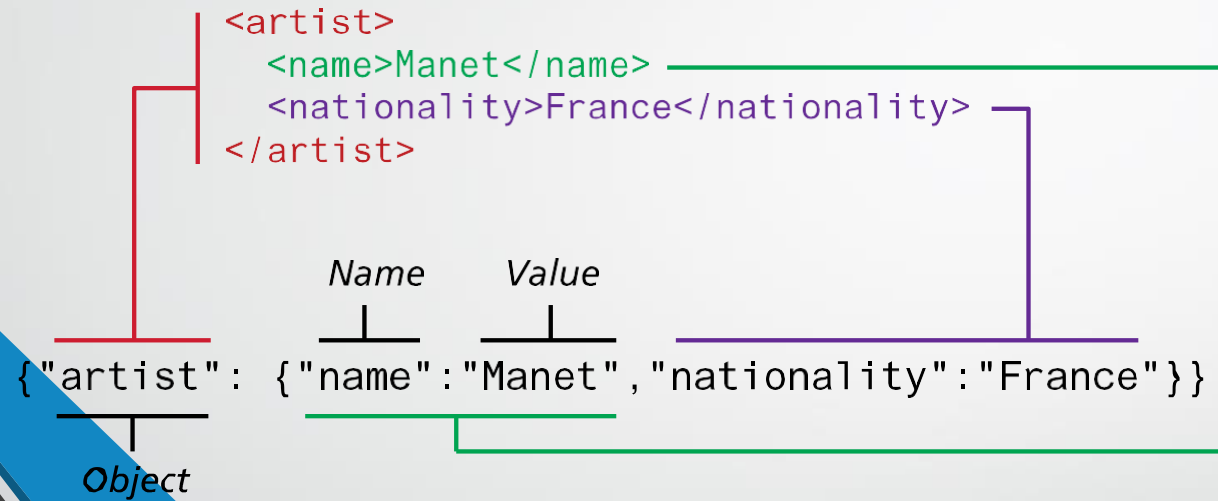 <artist>
<name>Manet</name>
<nationality>France</nationality>
</artist>
Name Value
{"artist": {"name":"Manet","nationality":"France"}}
Object